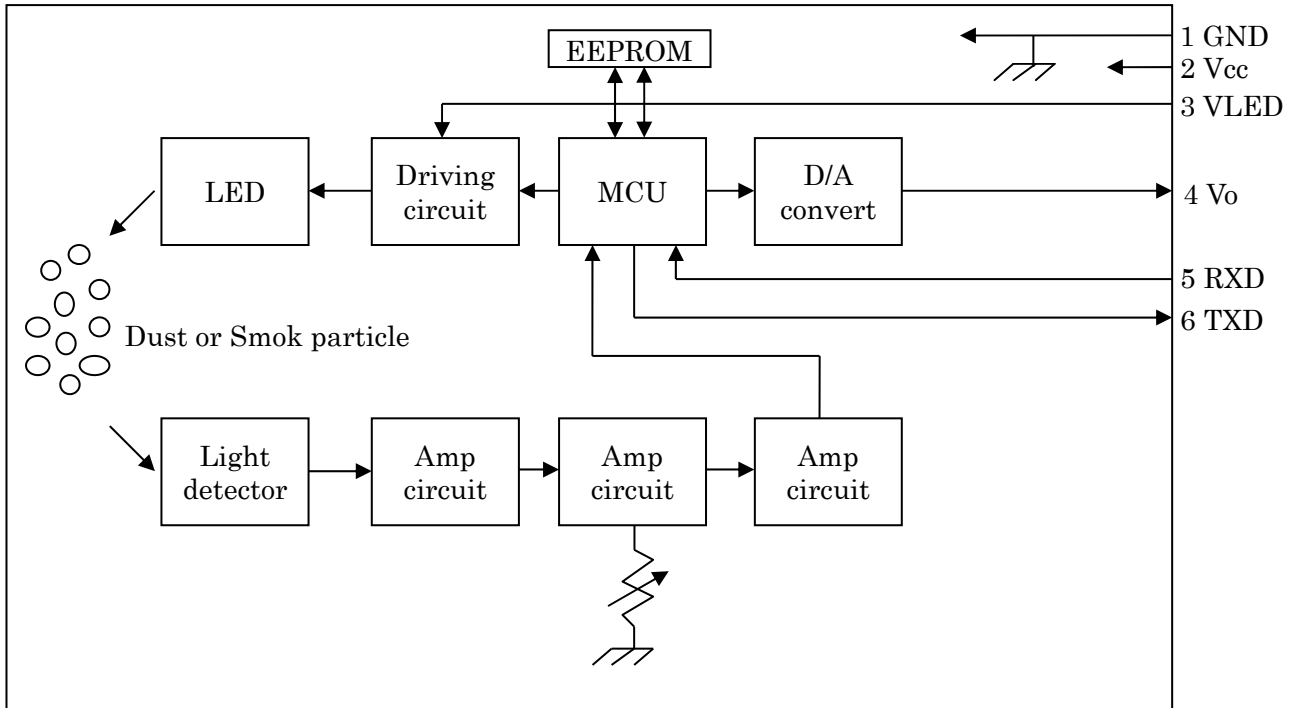 EEPROM
1 GND
2 Vcc
3 VLED
LED
Driving
circuit
MCU
D/A
convert
4 Vo
5 RXD
6 TXD
Dust or Smok particle
Light
detector
Amp
circuit
Amp
circuit
Amp
circuit